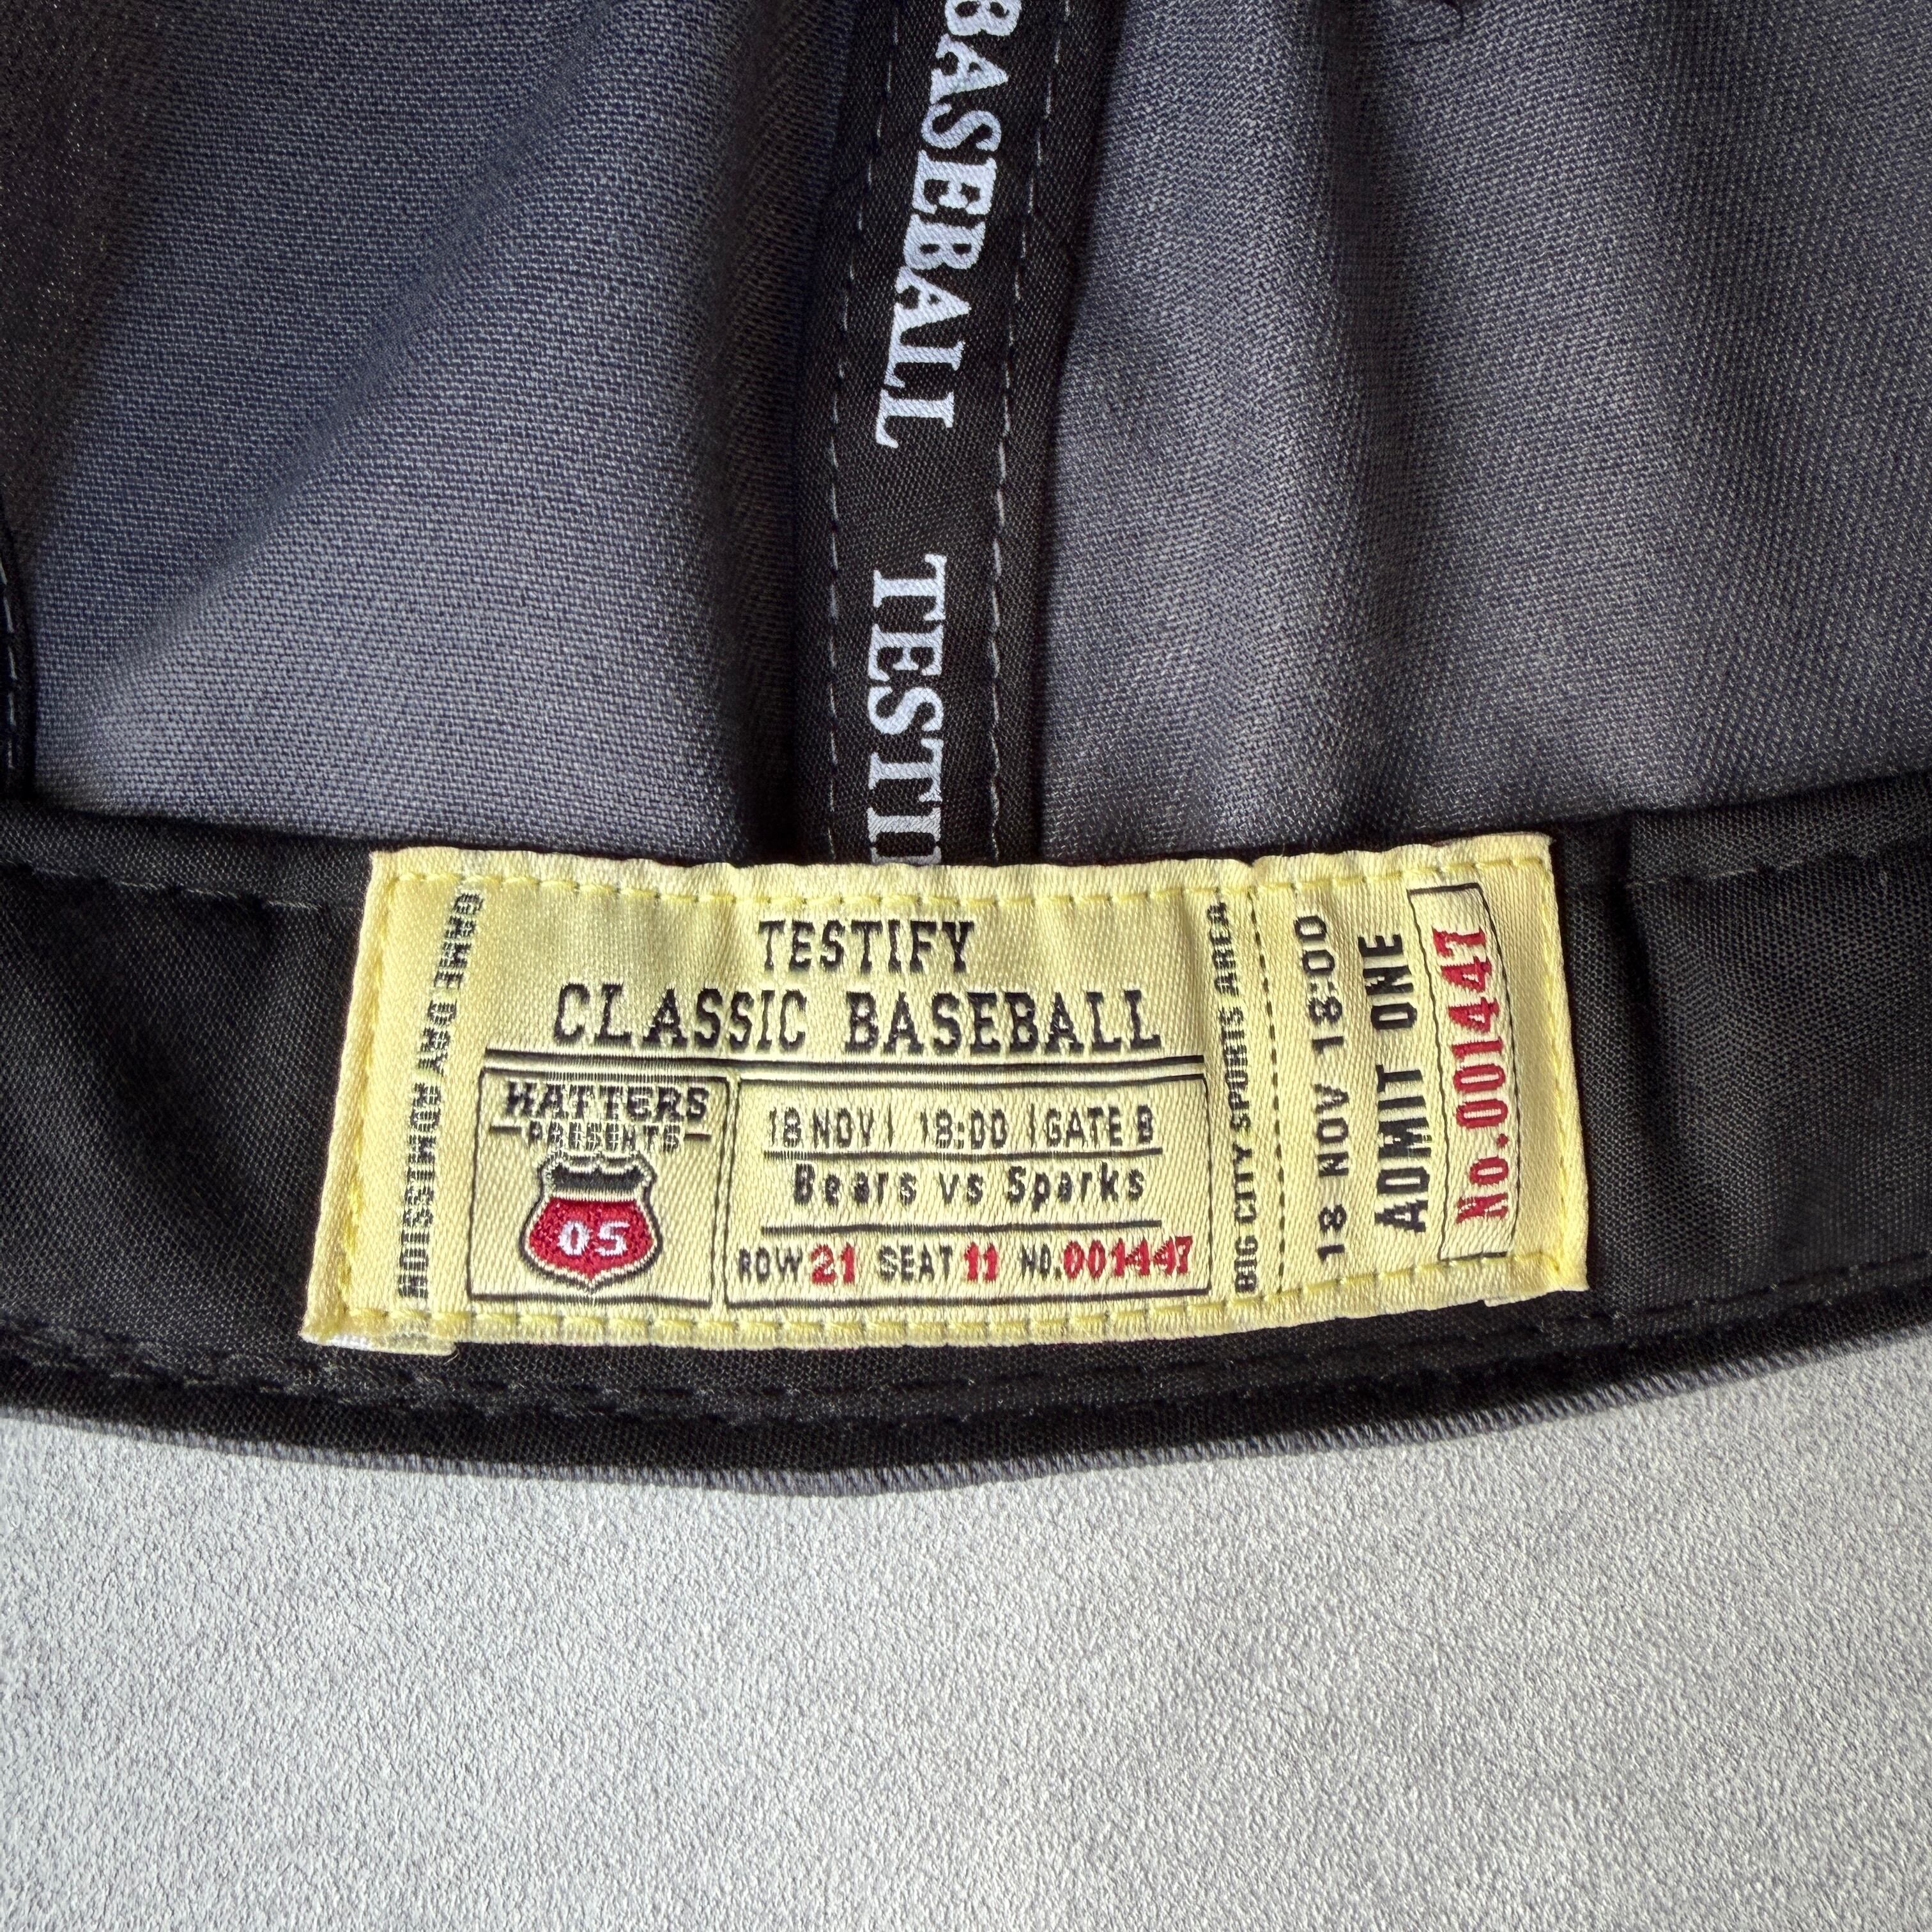 BASEBALL TESTI
GAME DAY ADMISSION
TESTIFY
CLASSIC BASEBALL
HATTERS
PRESENTS
05
18 NOV | 18:00 | GATE B
Bears vs Sparks
ROW 21 SEAT 11 NO.001447
BIG CITY SPORTS AREA
18 NOV 18:00
ADMIT ONE
No.001447